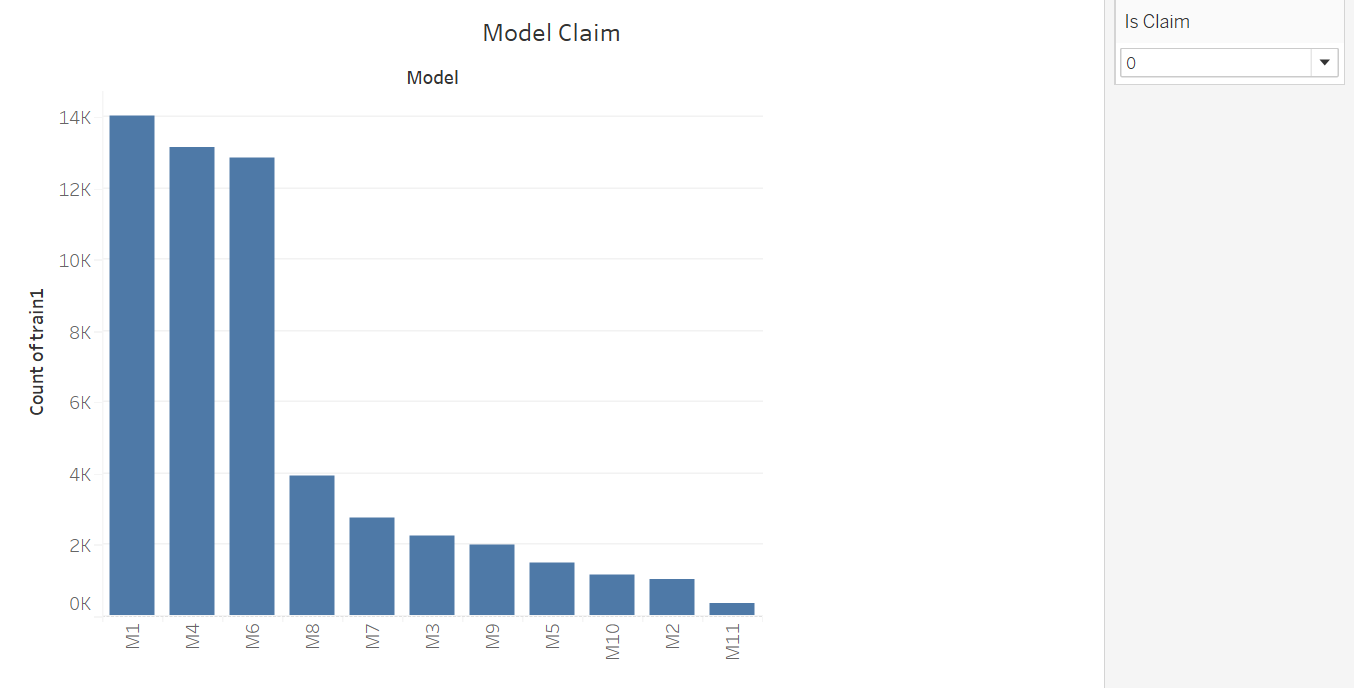 Model Claim
Is Claim
0
Model
14K
12K
10K
8K
6K
4K
2K
0K
Count of train1
M1
M4
M6
M8
M7
M3
M9
M5
M10
M2
M11